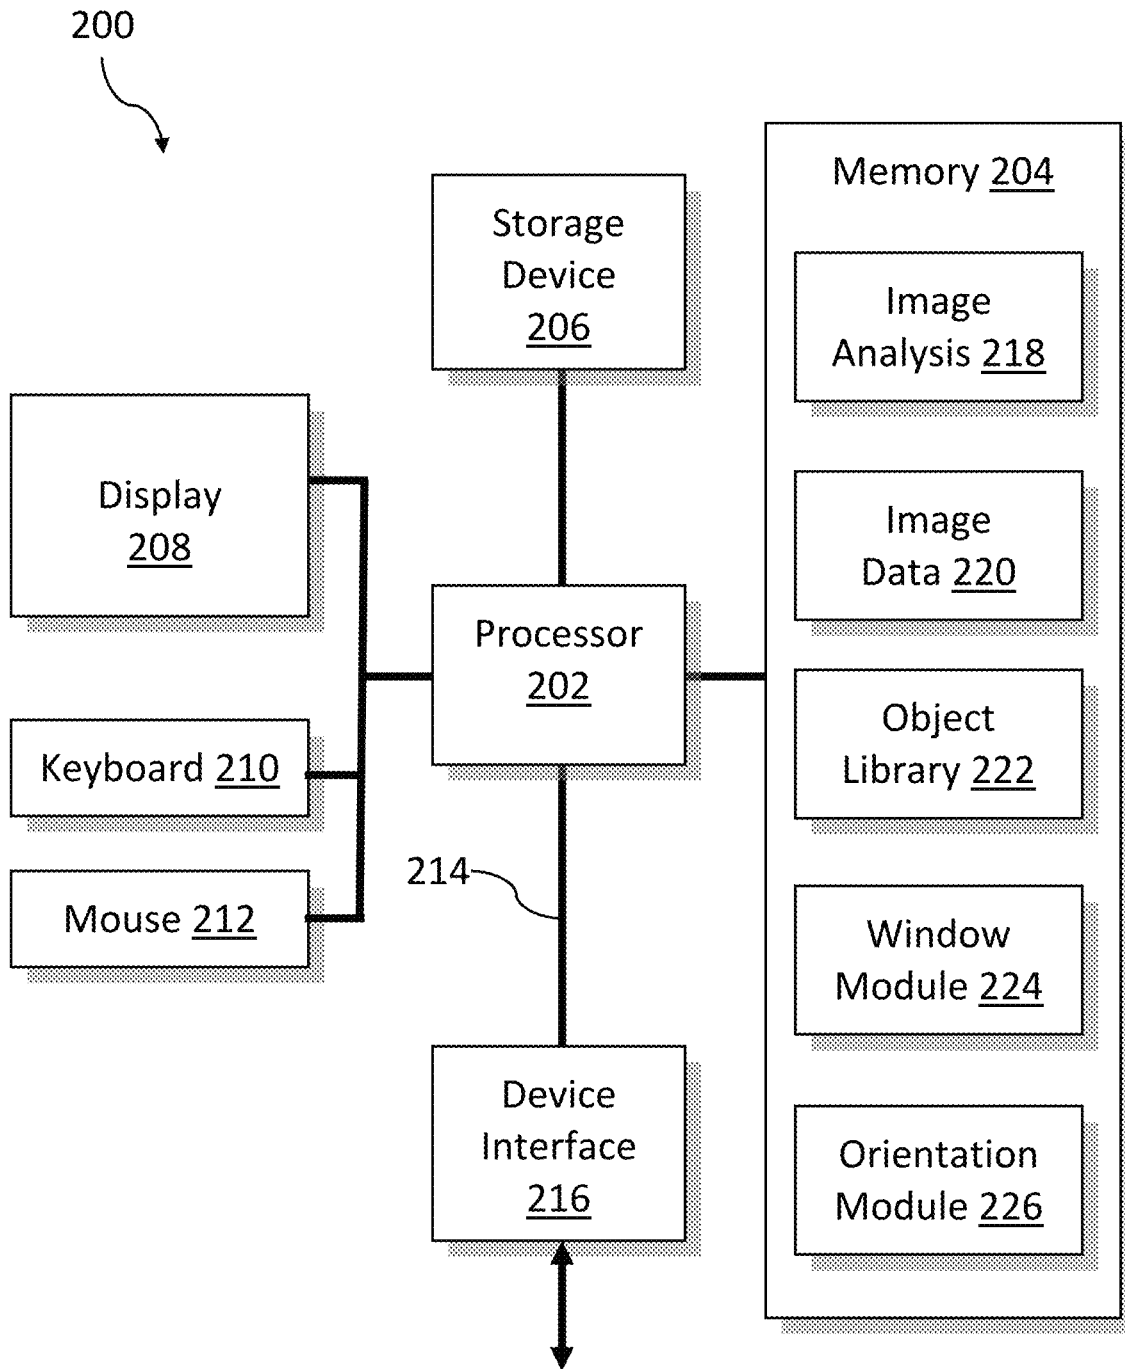 200
Storage
Device
206
Display
208
Keyboard 210
Mouse 212
Processor
202
214
Device
Interface
216
Memory 204
Image
Analysis 218
Image
Data 220
Object
Library 222
Window
Module 224
Orientation
Module 226